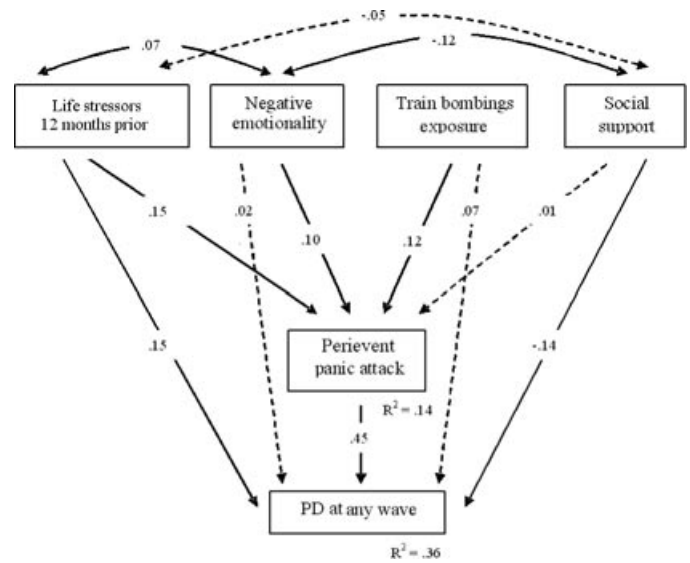 -.05
.07
-.12
Life stressors
12 months prior
Negative
emotionality
Train bombings
exposure
Social
support
.15
.02
.10
.12
.07
.01
.15
Perievent
panic attack
-.14
R² = .14
.45
PD at any wave
R² = .36